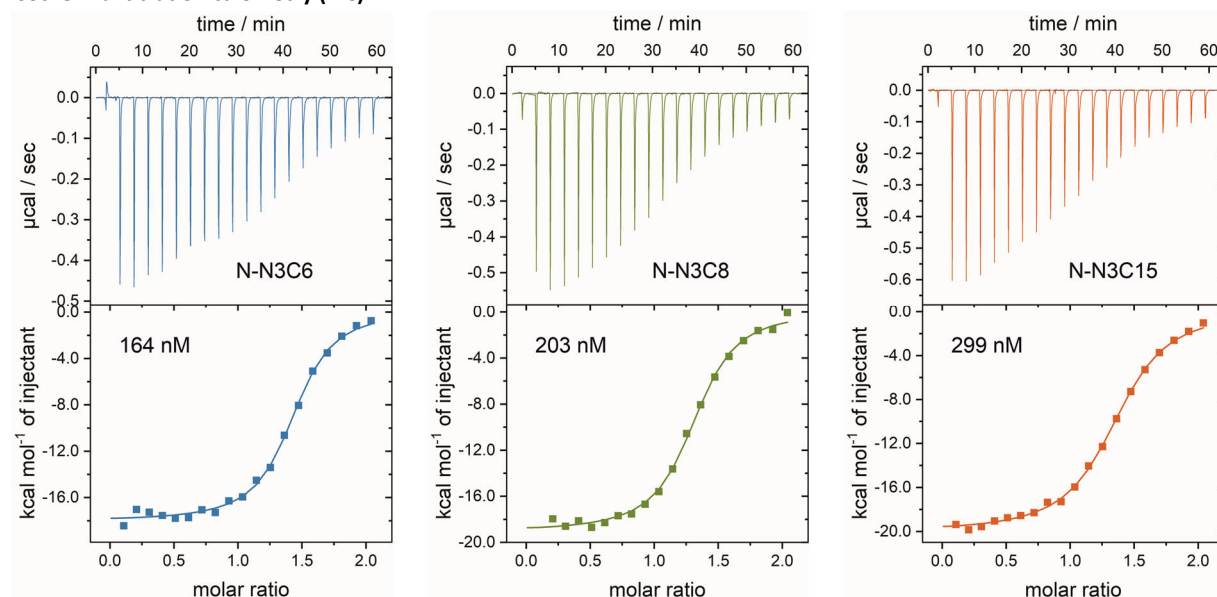 time / min
time / min
time / min
0 10 20 30 40 50 60
0 10 20 30 40 50 60
0 10 20 30 40 50 60
µcal / sec
0.0
-0.1
-0.2
-0.3
-0.4
-0.5
N-N3C6
µcal / sec
0.0
-0.1
-0.2
-0.3
-0.4
-0.5
N-N3C8
µcal / sec
0.0
-0.1
-0.2
-0.3
-0.4
-0.5
-0.6
N-N3C15
kcal mol⁻¹ of injectant
0.0
-4.0
-8.0
-12.0
-16.0
164 nM
0.0 0.5 1.0 1.5 2.0
molar ratio
kcal mol⁻¹ of injectant
0.0
-4.0
-8.0
-12.0
-16.0
-20.0
203 nM
0.0 0.5 1.0 1.5 2.0
molar ratio
kcal mol⁻¹ of injectant
0.0
-4.0
-8.0
-12.0
-16.0
-20.0
299 nM
0.0 0.5 1.0 1.5 2.0
molar ratio